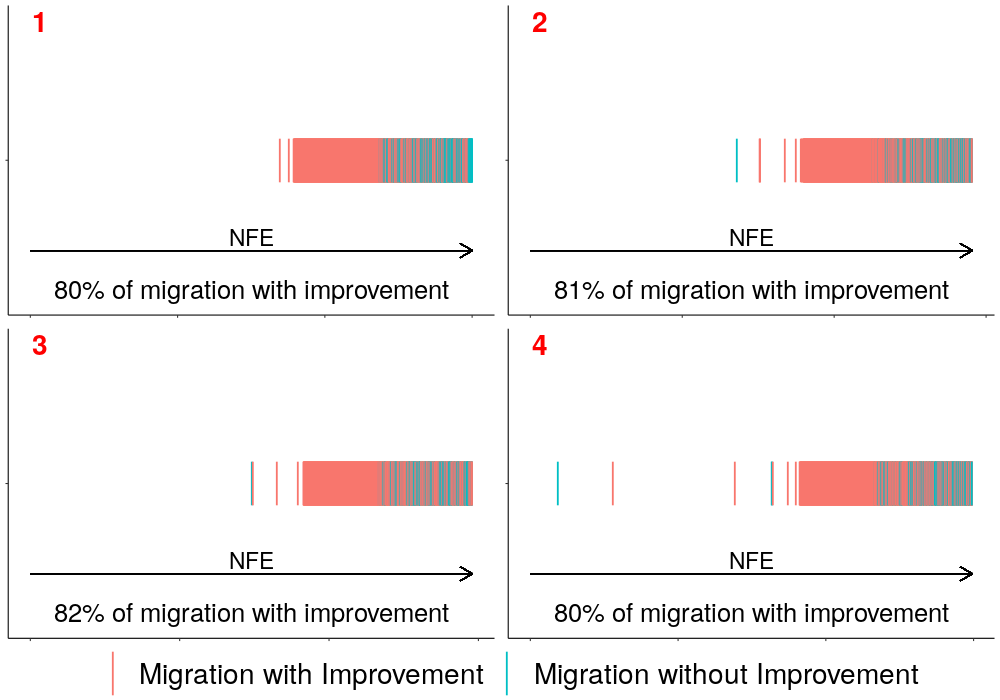 1
NFE
80% of migration with improvement
2
NFE
81% of migration with improvement
3
NFE
82% of migration with improvement
4
NFE
80% of migration with improvement
Migration with Improvement
Migration without Improvement